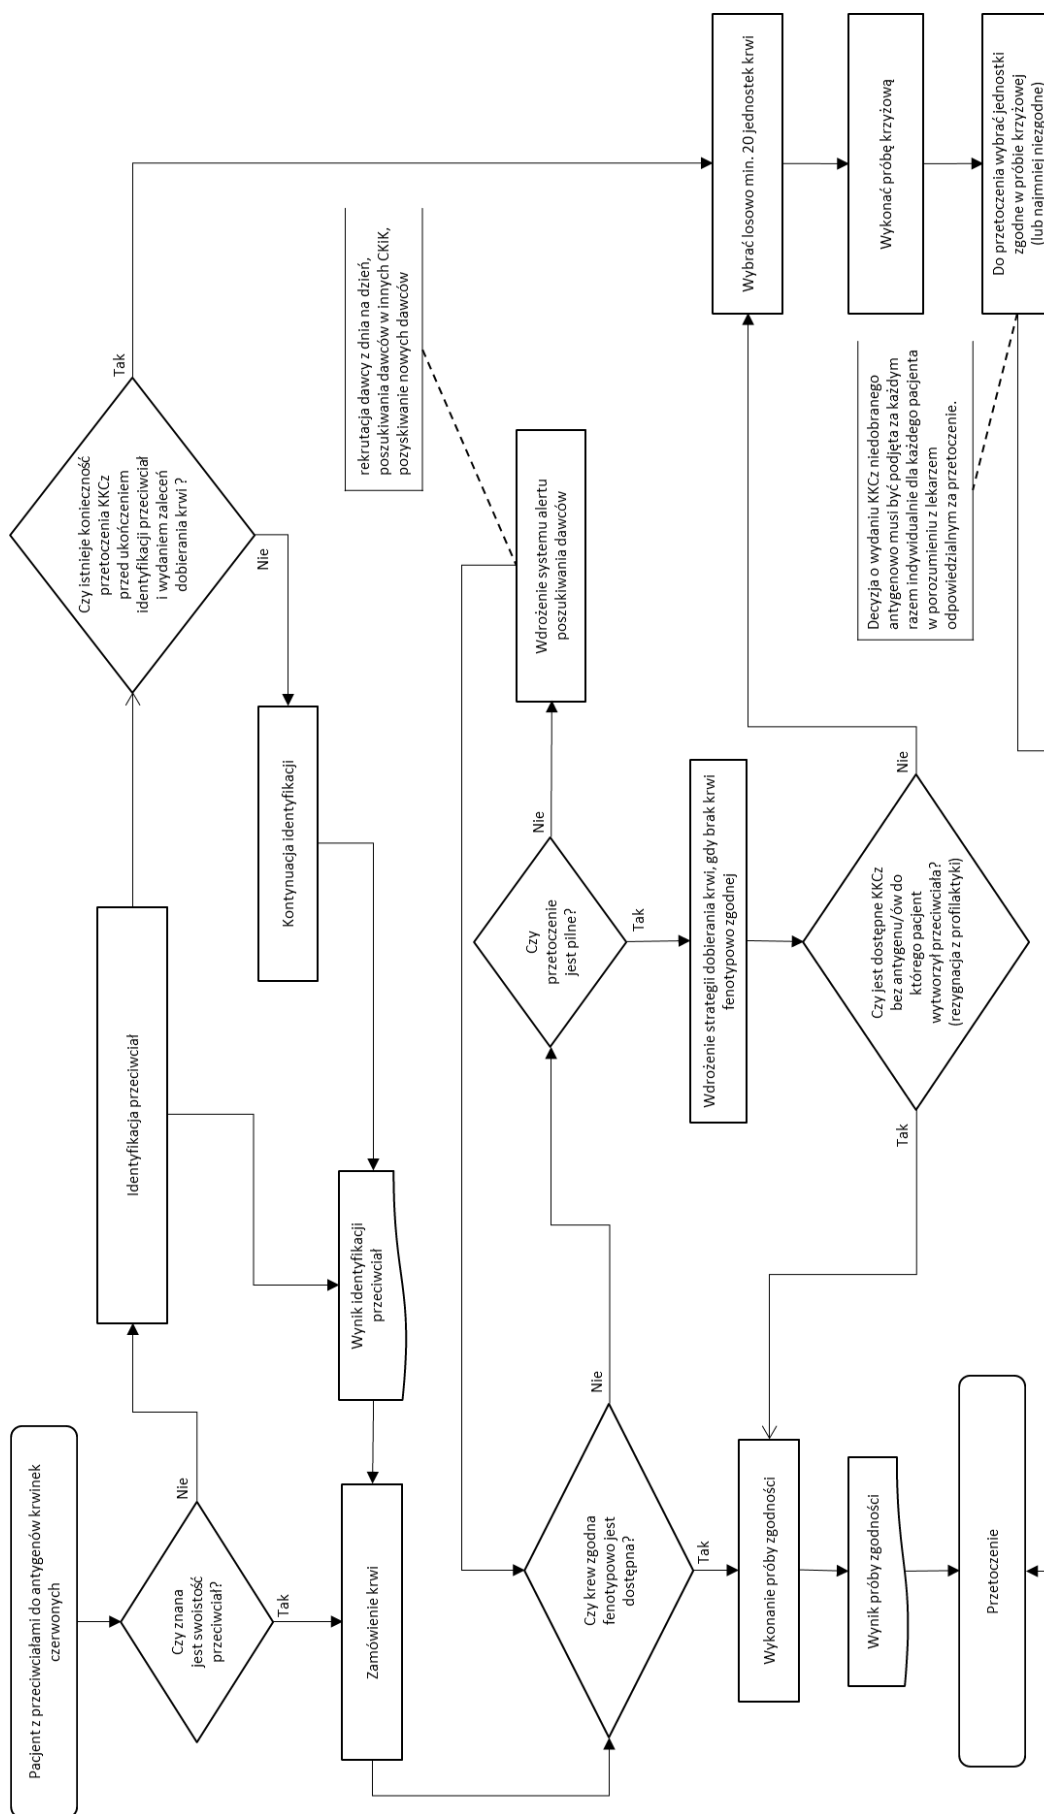 Pacjent z przeciwciałami do antygenów krwinek
czerwonych
Czy znana
jest swoistość
przeciwciał?
Nie
Tak
Identyfikacja przeciwciał
Czy istnieje konieczność
przetoczenia KKCz
przed ukończeniem
identyfikacji przeciwciał
i wydaniem zaleceń
dobierania krwi ?
Tak
Nie
Kontynuacja identyfikacji
Wynik identyfikacji
przeciwciał
Zamówienie krwi
rekrutacja dawcy z dnia na dzień,
poszukiwania dawców w innych CKiK,
pozyskiwanie nowych dawców
Wdrożenie systemu alertu
poszukiwania dawców
Czy krew zgodna
fenotypowo jest
dostępna?
Nie
Tak
Czy
przetoczenie
jest pilne?
Nie
Tak
Wdrożenie strategii dobierania krwi, gdy brak krwi
fenotypowo zgodnej
Czy jest dostępne KKCz
bez antygenu/ów do
którego pacjent
wytworzył przeciwciała?
(rezygnacja z profilaktyki)
Tak
Nie
Wybrać losowo min. 20 jednostek krwi
Wykonać próbę krzyżową
Do przetoczenia wybrać jednostki
zgodne w próbie krzyżowej
(lub najmniej niezgodne)
Decyzja o wydaniu KKCz niedobranego
antygenowo musi być podjęta za każdym
razem indywidualnie dla każdego pacjenta
w porozumieniu z lekarzem
odpowiedzialnym za przetoczenie.
Wykonanie próby zgodności
Wynik próby zgodności
Przetoczenie